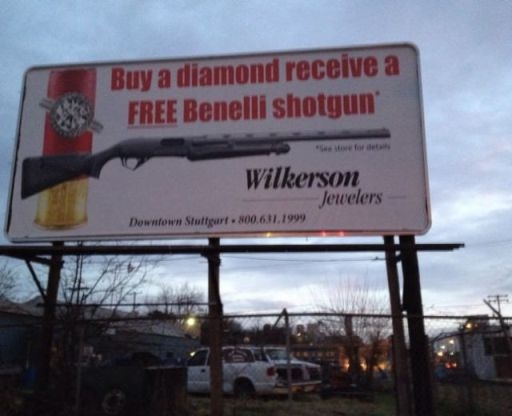 Buy a diamond receive a
FREE Benelli shotgun*
*See store for details
Wilkerson
Jewelers
Downtown Stuttgart • 800.631.1999